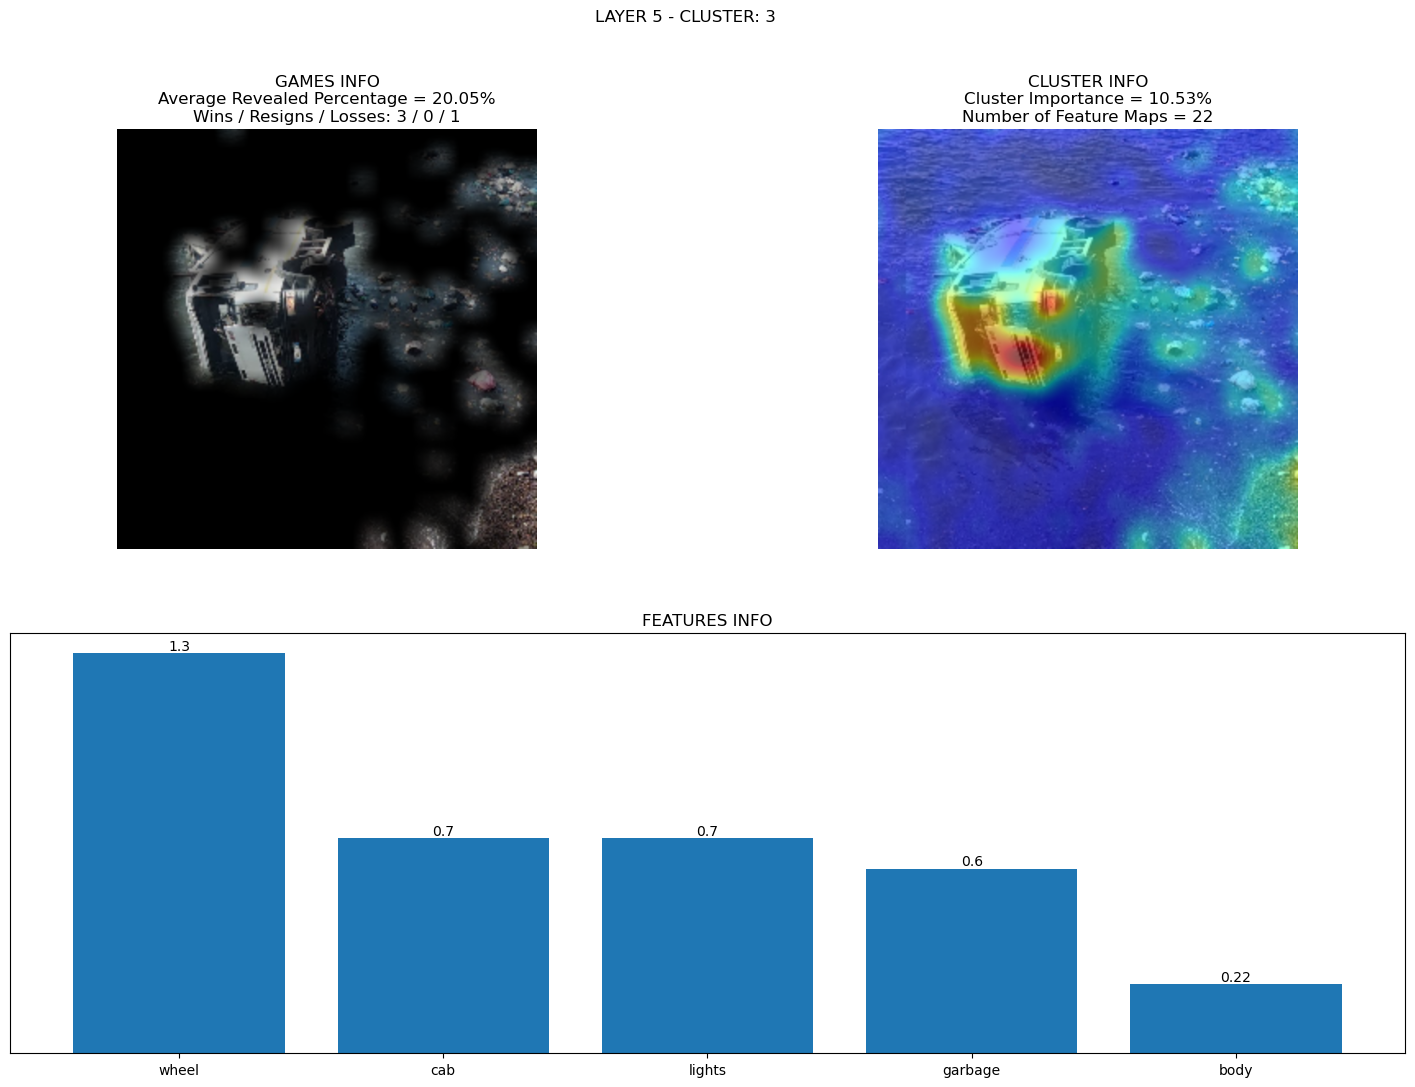 LAYER 5 - CLUSTER: 3
GAMES INFO
Average Revealed Percentage = 20.05%
Wins / Resigns / Losses: 3 / 0 / 1
CLUSTER INFO
Cluster Importance = 10.53%
Number of Feature Maps = 22
FEATURES INFO
1.3
0.7
0.7
0.6
0.22
wheel
cab
lights
garbage
body